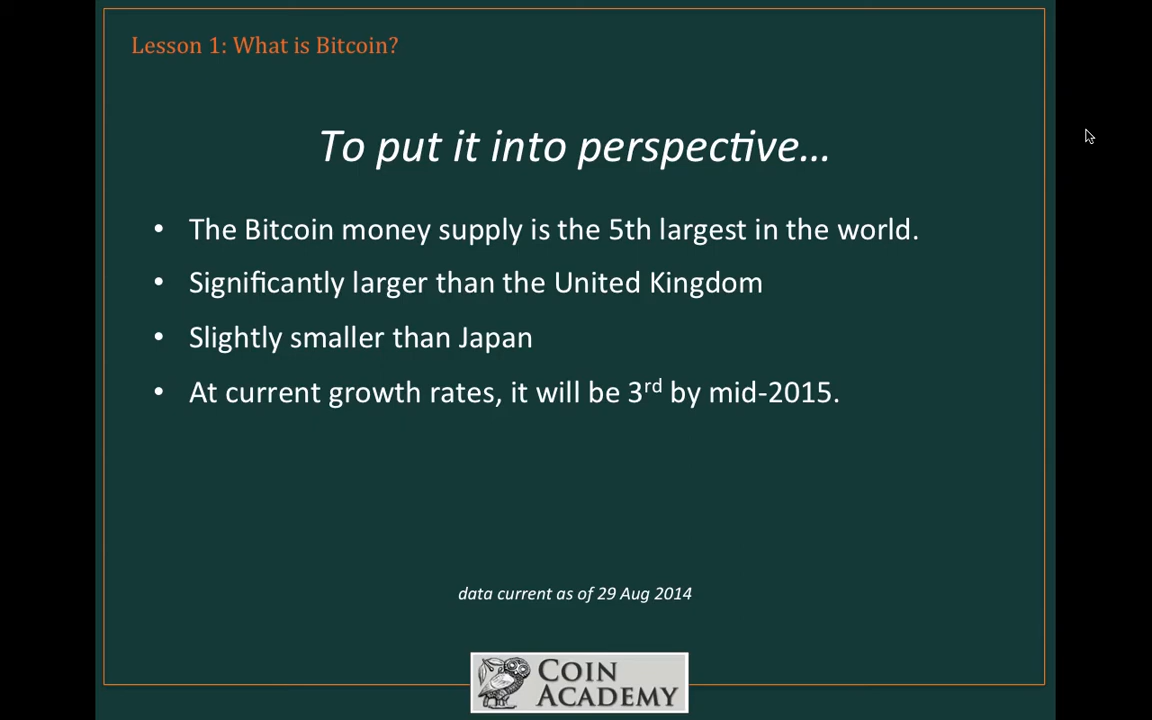 Lesson 1: What is Bitcoin?
To put it into perspective...
• The Bitcoin money supply is the 5th largest in the world.
• Significantly larger than the United Kingdom
• Slightly smaller than Japan
• At current growth rates, it will be 3rd by mid-2015.
data current as of 29 Aug 2014
COIN
ACADEMY